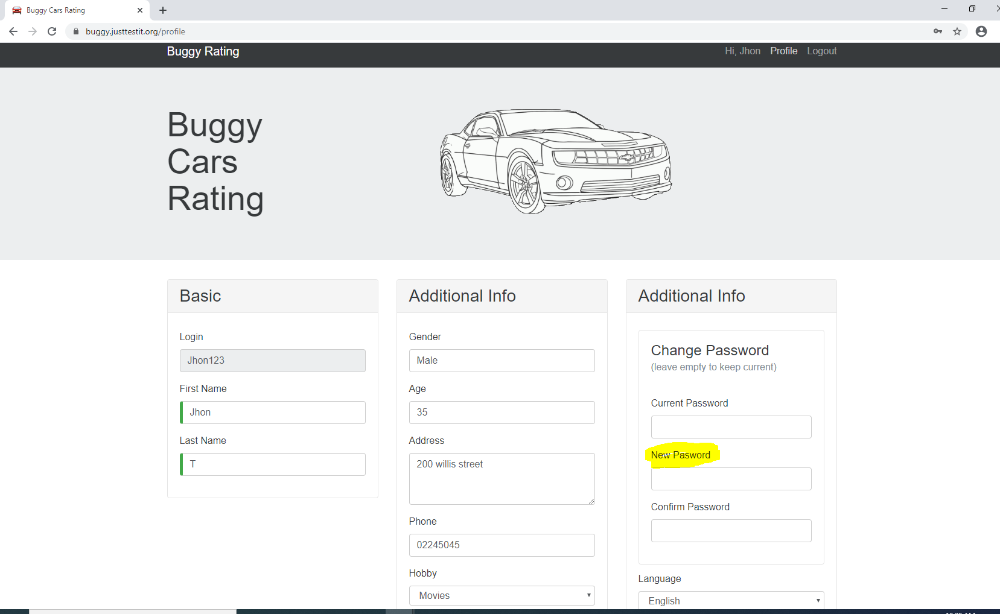 Buggy Cars Rating
buggy.justtestit.org/profile
Buggy Rating
Hi, Jhon Profile Logout
Buggy
Cars
Rating
Basic
Login
Jhon123
First Name
Jhon
Last Name
T
Additional Info
Gender
Male
Age
35
Address
200 willis street
Phone
02245045
Hobby
Movies
Additional Info
Change Password
(leave empty to keep current)
Current Password
New Pasword
Confirm Password
Language
English